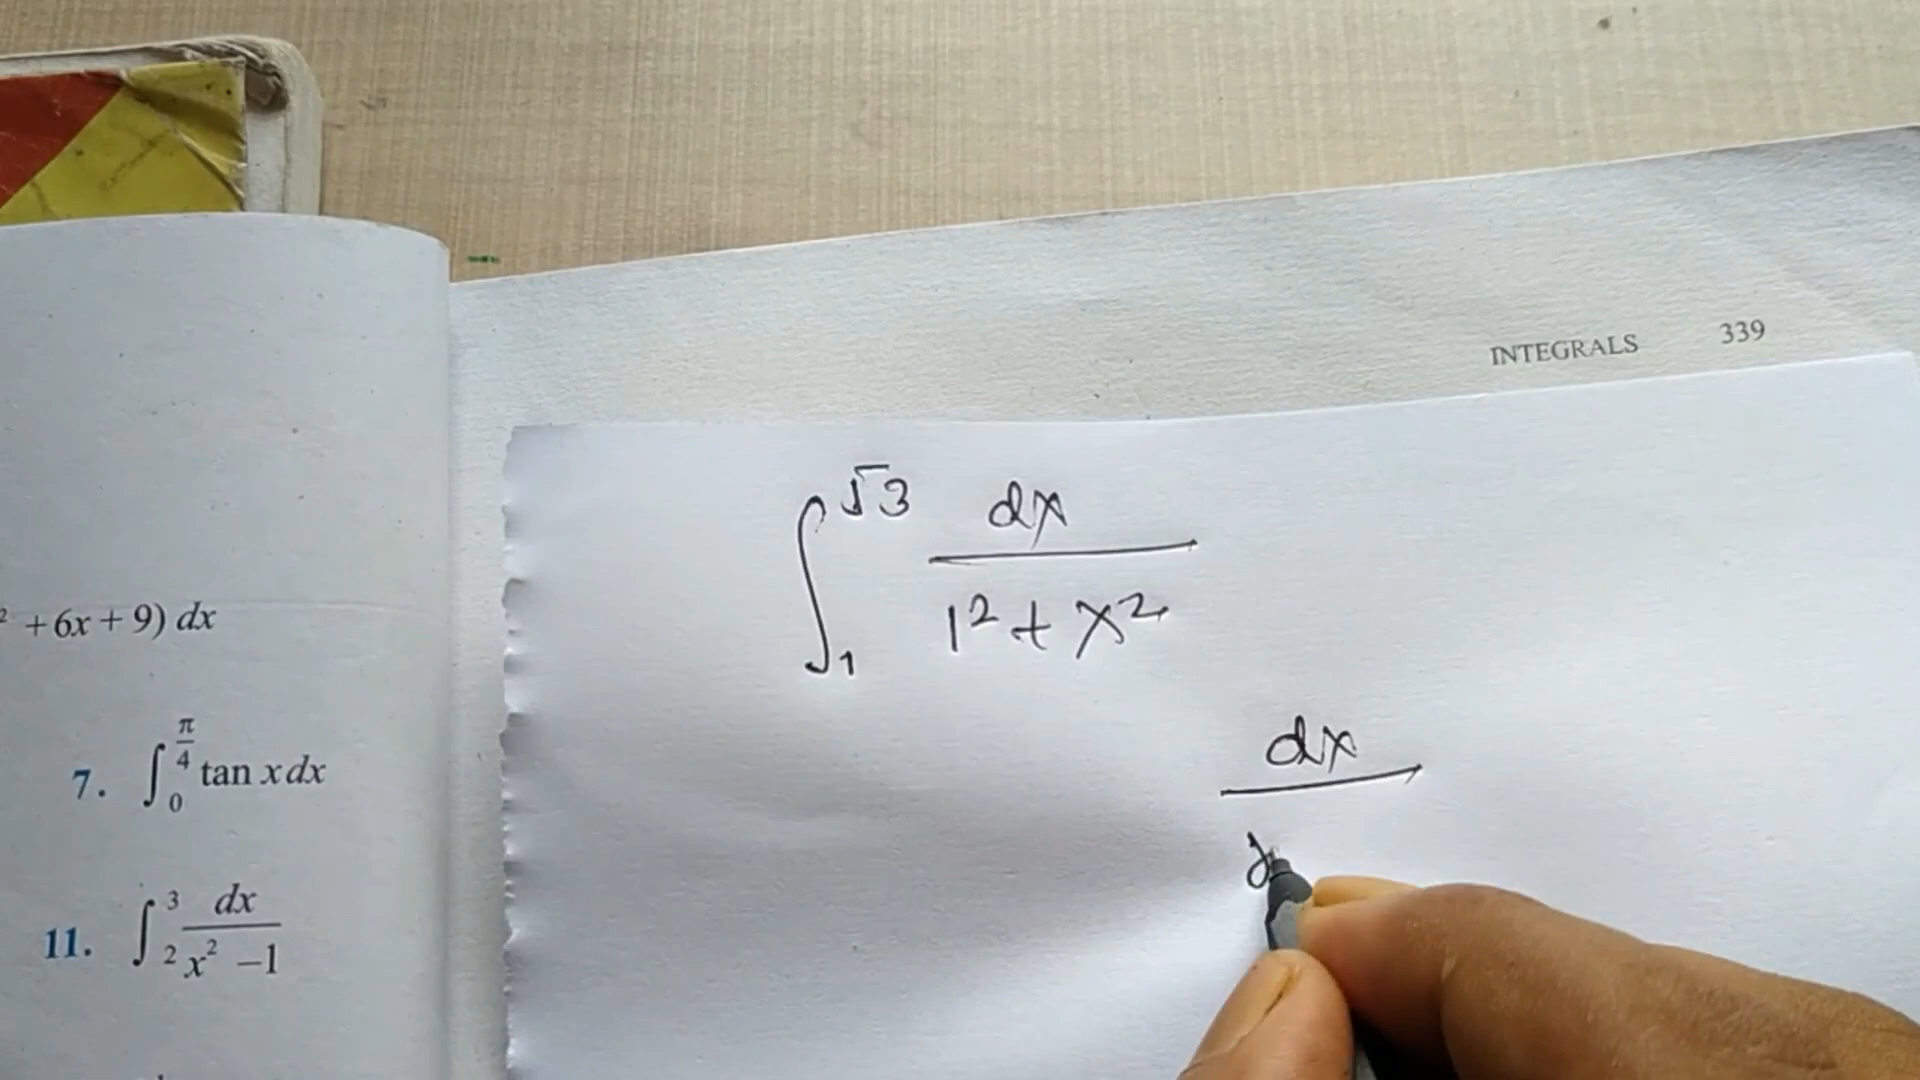 INTEGRALS 339
² + 6x + 9) dx
7. ∫₀^(π/4) tan x dx
11. ∫₂³ dx / (x² – 1)
∫₁^√3 dx / (1² + x²)
dx